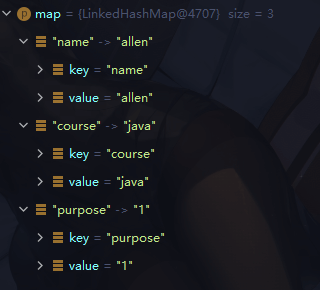 map = {LinkedHashMap@4707} size = 3
"name" -> "allen"
key = "name"
value = "allen"
"course" -> "java"
key = "course"
value = "java"
"purpose" -> "1"
key = "purpose"
value = "1"